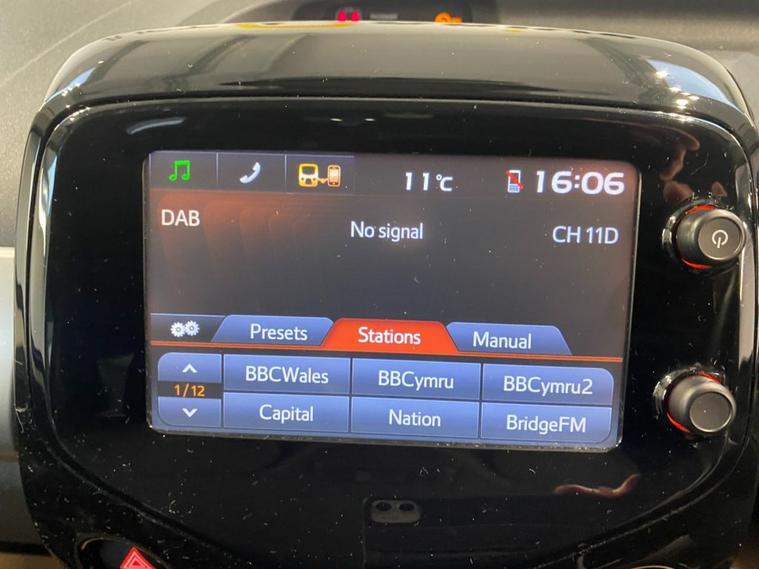 11°C 16:06
DAB No signal CH 11D
Presets Stations Manual
BBCWales BBCymru BBCymru2
1/12
Capital Nation BridgeFM